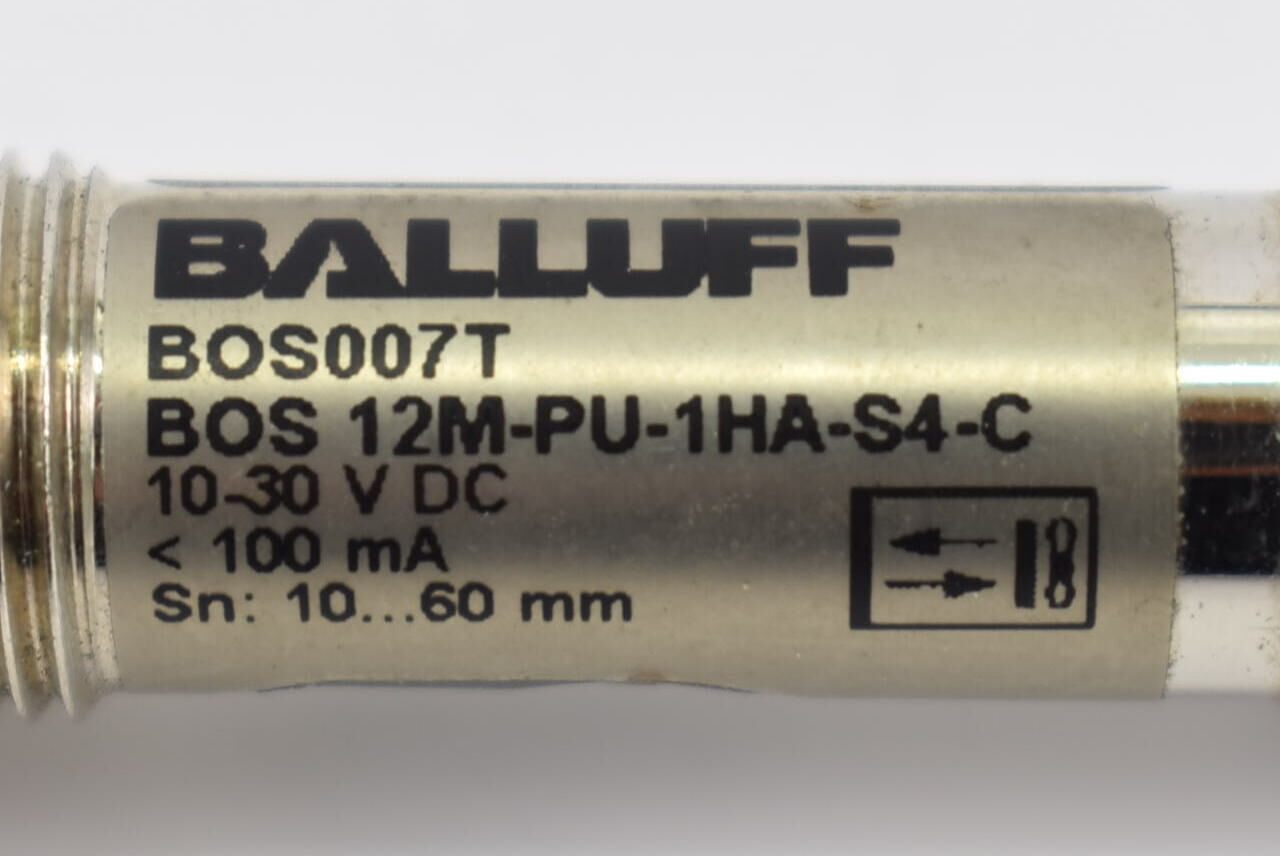 BALLUFF
BOS007T
BOS 12M-PU-1HA-S4-C
10-30 V DC
< 100 mA
Sn: 10...60 mm